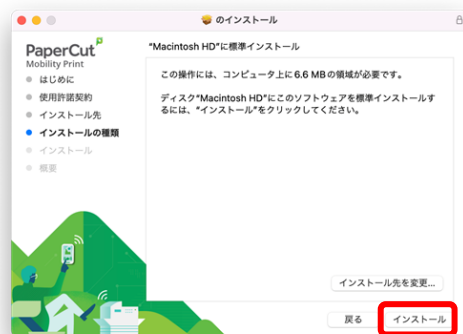 のインストール
PaperCut
Mobility Print
"Macintosh HD"に標準インストール
はじめに
使用許諾契約
インストール先
インストールの種類
インストール
概要
この操作には、コンピュータ上に6.6 MBの領域が必要です。
ディスク"Macintosh HD"にこのソフトウェアを標準インストールす
るには、"インストール"をクリックしてください。
インストール先を変更...
戻る
インストール